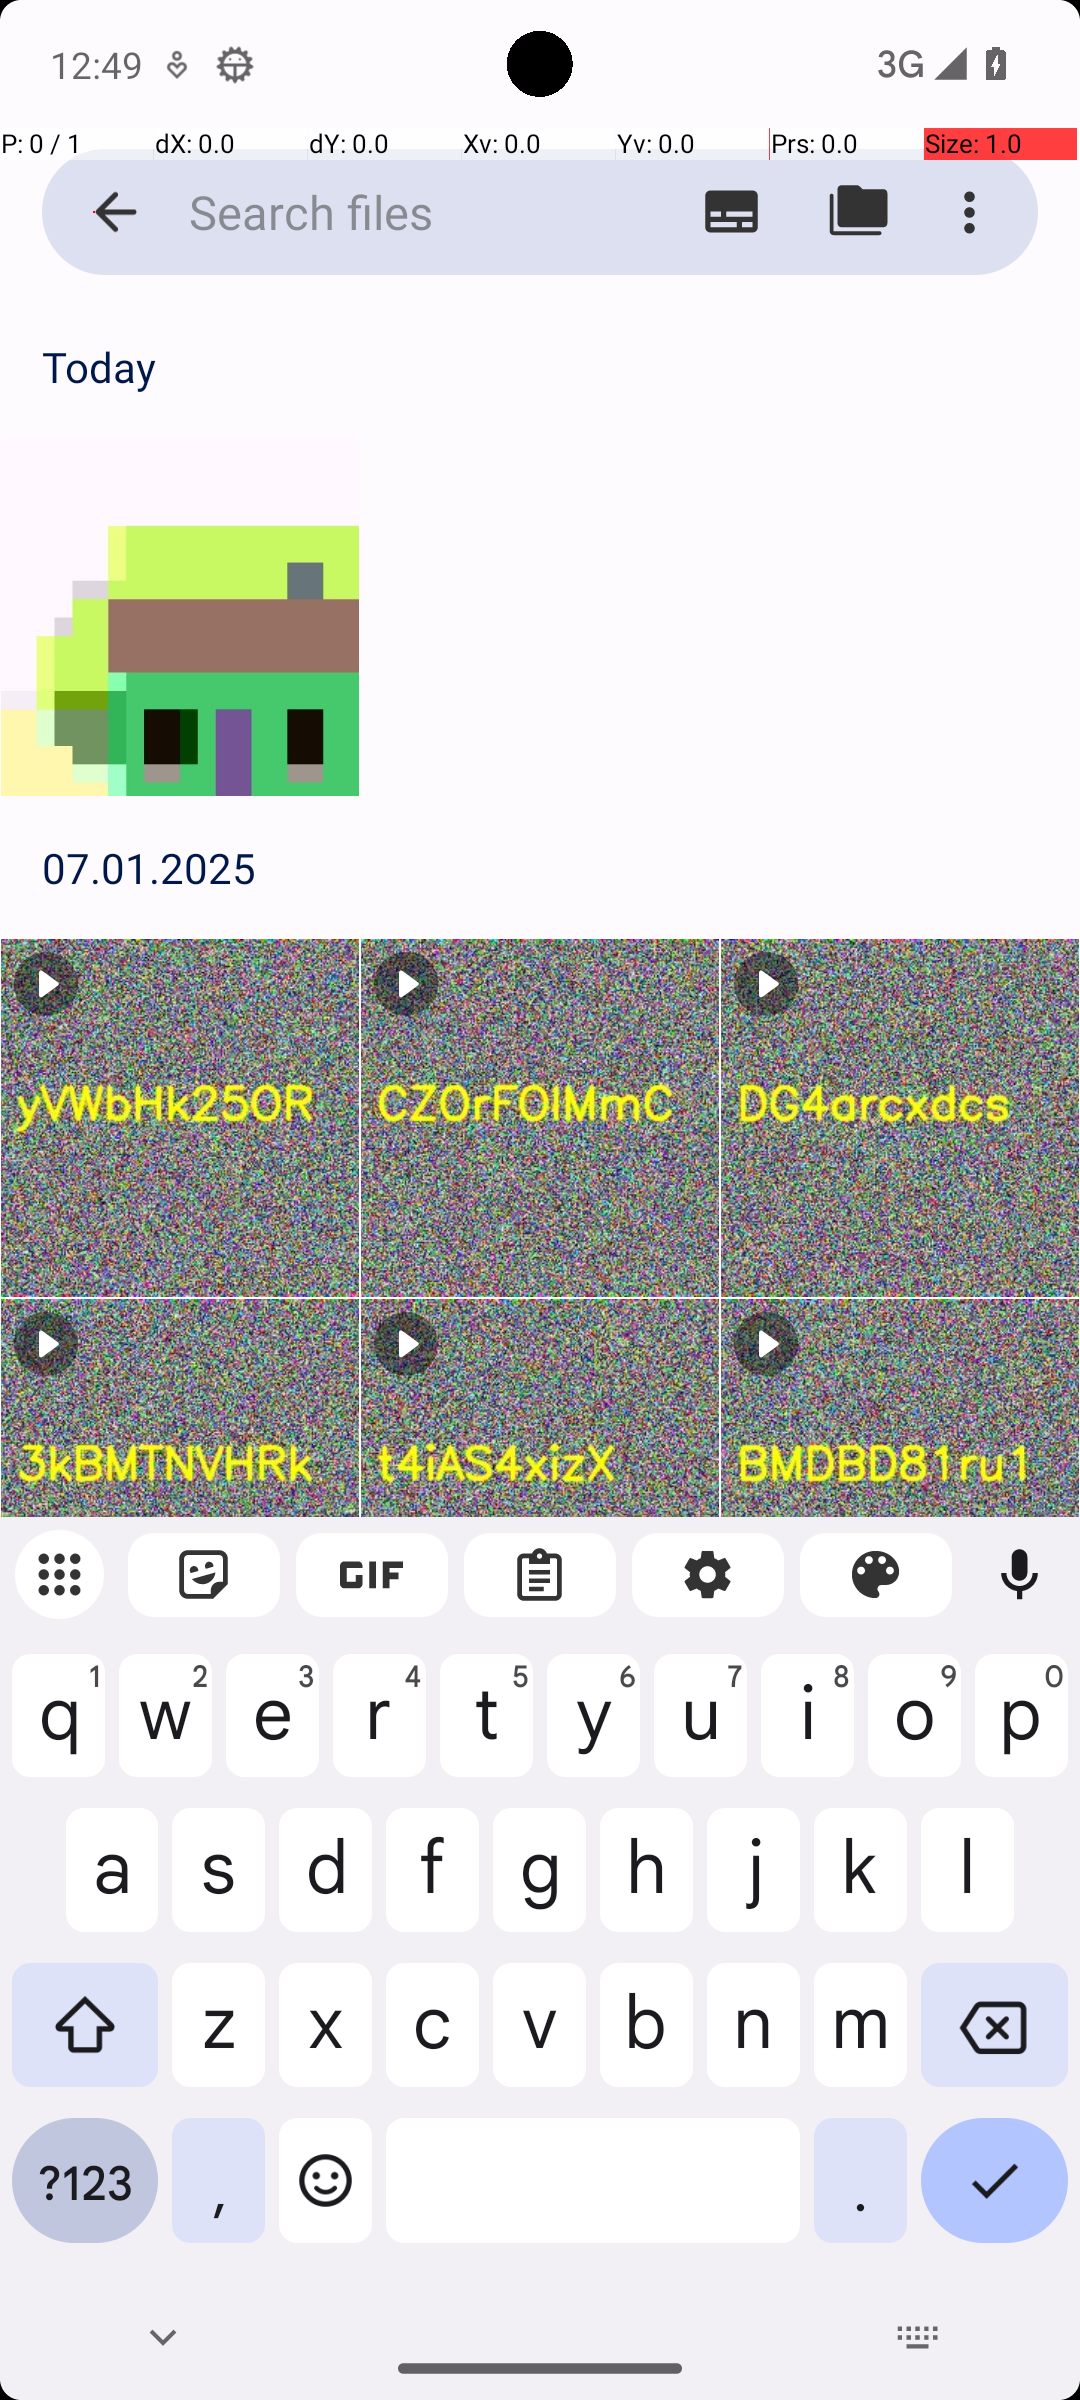 12:49 3G
P: 0 / 1 dX: 0.0 dY: 0.0 Xv: 0.0 Yv: 0.0 Prs: 0.0 Size: 1.0
Search files
Today
07.01.2025
yVWbHk25OR CZOrFOIMmC DG4arcxdcs
3kBMTNVHRk t4iAS4xizX BMDBD81ru1
GIF
q 1 w 2 e 3 r 4 t 5 y 6 u 7 i 8 o 9 p 0
a s d f g h j k l
z x c v b n m
?123 , .